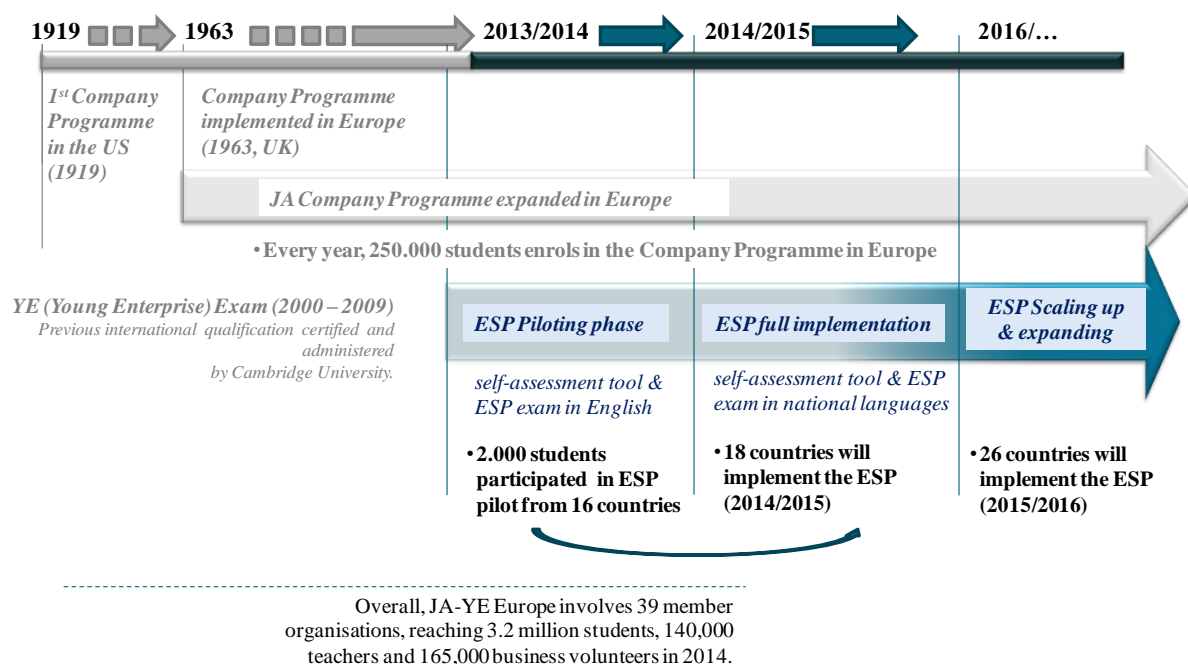 1919 1963 2013/2014 2014/2015 2016/…
1st Company
Programme
in the US
(1919)
Company Programme
implemented in Europe
(1963, UK)
JA Company Programme expanded in Europe
• Every year, 250.000 students enrols in the Company Programme in Europe
YE (Young Enterprise) Exam (2000 – 2009)
Previous international qualification certified and
administered
by Cambridge University.
ESP Piloting phase
self-assessment tool &
ESP exam in English
• 2.000 students
participated in ESP
pilot from 16 countries
ESP full implementation
self-assessment tool & ESP
exam in national languages
• 18 countries will
implement the ESP
(2014/2015)
ESP Scaling up
& expanding
• 26 countries will
implement the ESP
(2015/2016)
Overall, JA-YE Europe involves 39 member
organisations, reaching 3.2 million students, 140,000
teachers and 165,000 business volunteers in 2014.